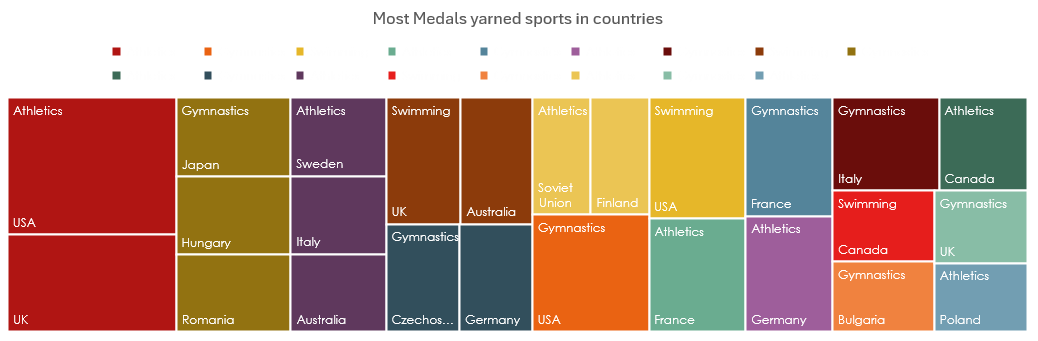 Most Medals yarned sports in countries
Athletics
USA
UK
Gymnastics
Japan
Hungary
Romania
Athletics
Sweden
Italy
Australia
Swimming
UK
Australia
Gymnastics
Czechos...
Germany
Athletics
Soviet
Union
Finland
Gymnastics
USA
Swimming
USA
Athletics
France
Gymnastics
France
Athletics
Germany
Gymnastics
Italy
Athletics
Canada
Swimming
Canada
Gymnastics
UK
Gymnastics
Bulgaria
Athletics
Poland